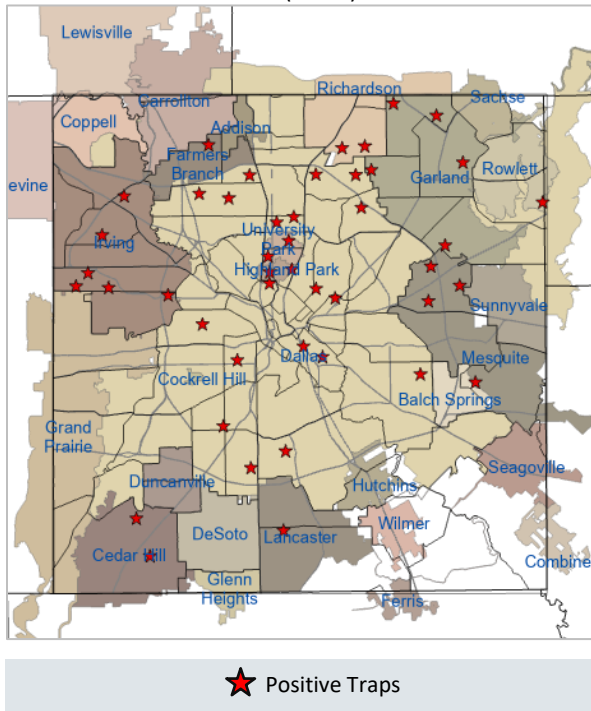 Lewisville
Richardson
Carrollton
Sachse
Coppell
Addison
Farmers
Branch
Rowlett
Garland
evine
University
Park
Irving
Highland Park
Sunnyvale
Dallas
Mesquite
Cockrell Hill
Balch Springs
Grand
Prairie
Seagoville
Duncanville
Hutchins
Wilmer
DeSoto
Lancaster
Cedar Hill
Combine
Glenn
Heights
Ferris
Positive Traps